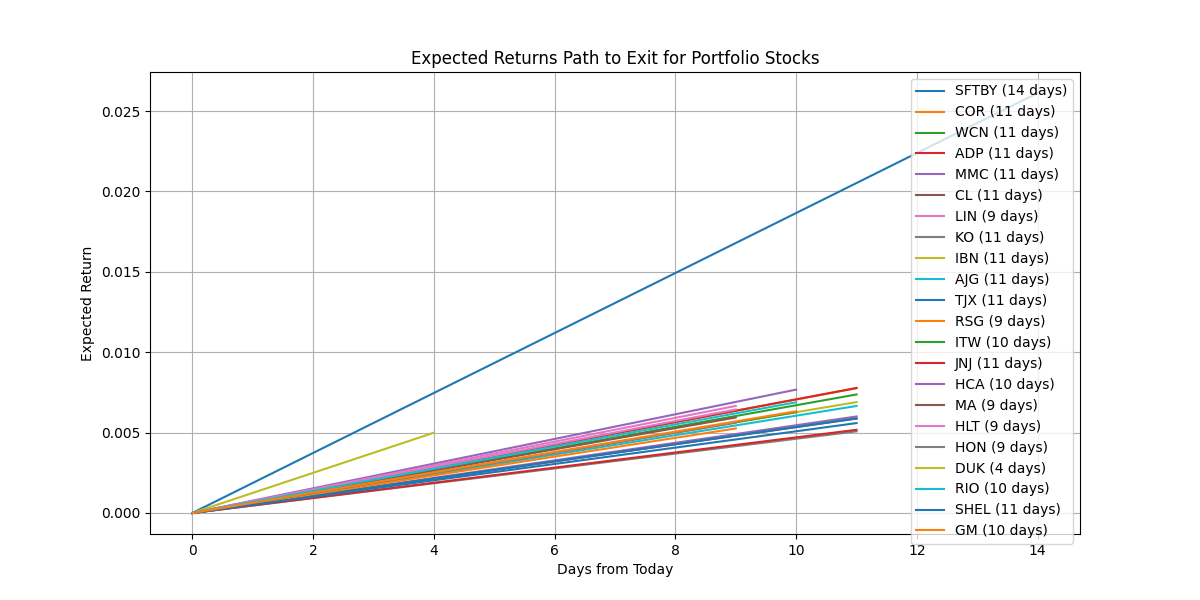 Expected Returns Path to Exit for Portfolio Stocks
Expected Return
0.025
0.020
0.015
0.010
0.005
0.000
SFTBY (14 days)
COR (11 days)
WCN (11 days)
ADP (11 days)
MMC (11 days)
CL (11 days)
LIN (9 days)
KO (11 days)
IBN (11 days)
AJG (11 days)
TJX (11 days)
RSG (9 days)
ITW (10 days)
JNJ (11 days)
HCA (10 days)
MA (9 days)
HLT (9 days)
HON (9 days)
DUK (4 days)
RIO (10 days)
SHEL (11 days)
GM (10 days)
0 2 4 6 8 10 12 14
Days from Today